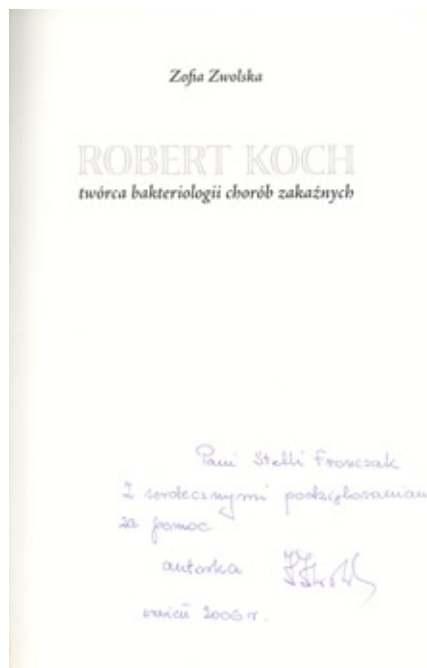 Zofia Zwolska
ROBERT KOCH
twórca bakteriologii chorób zakaźnych
Pani Stelli Fronczak
Z serdecznymi podziękowaniami
za pomoc
autorka
2006 r.